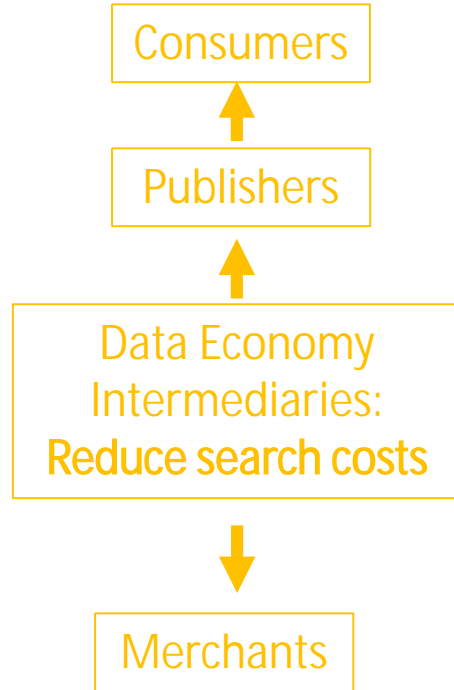 Consumers
Publishers
Data Economy
Intermediaries:
Reduce search costs
Merchants